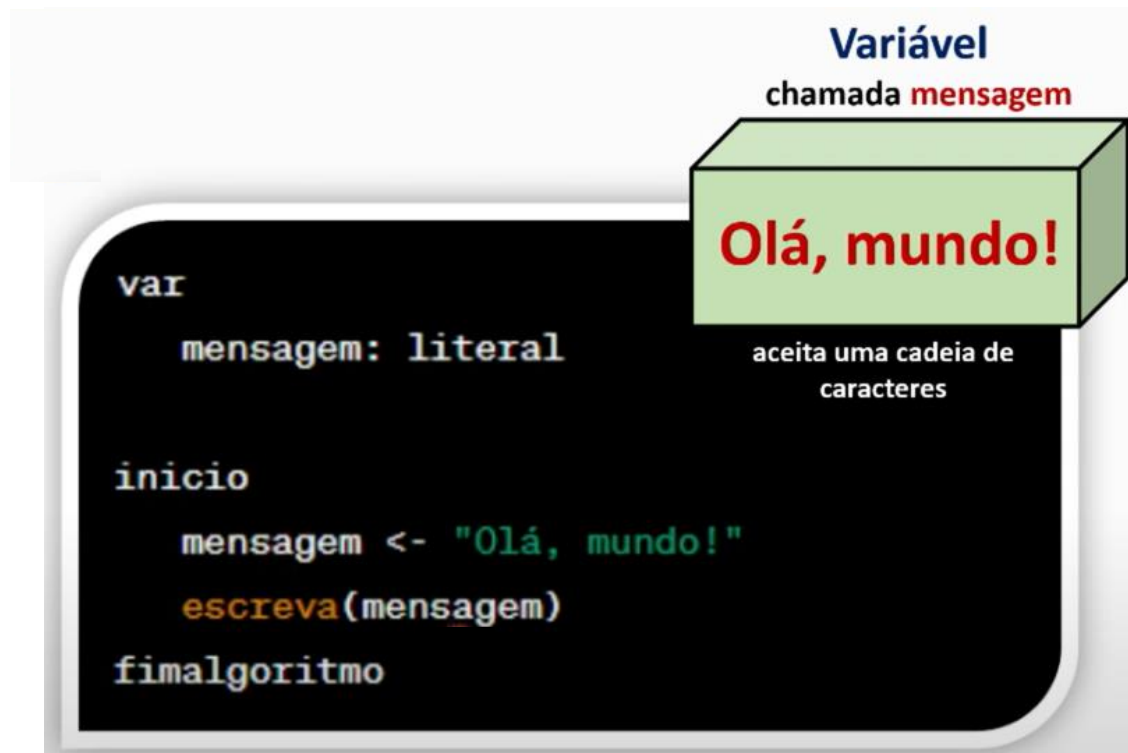 Variável
chamada mensagem
Olá, mundo!
aceita uma cadeia de
caracteres
var
mensagem: literal
inicio
mensagem <- "Olá, mundo!"
escreva(mensagem)
fimalgoritmo